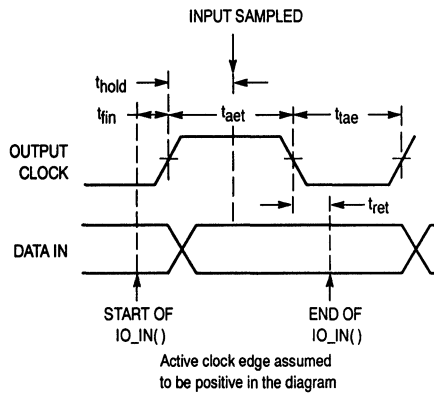 INPUT SAMPLED
thold
tfin
taet
ttae
OUTPUT
CLOCK
tret
DATA IN
START OF
IO_IN( )
END OF
IO_IN( )
Active clock edge assumed
to be positive in the diagram